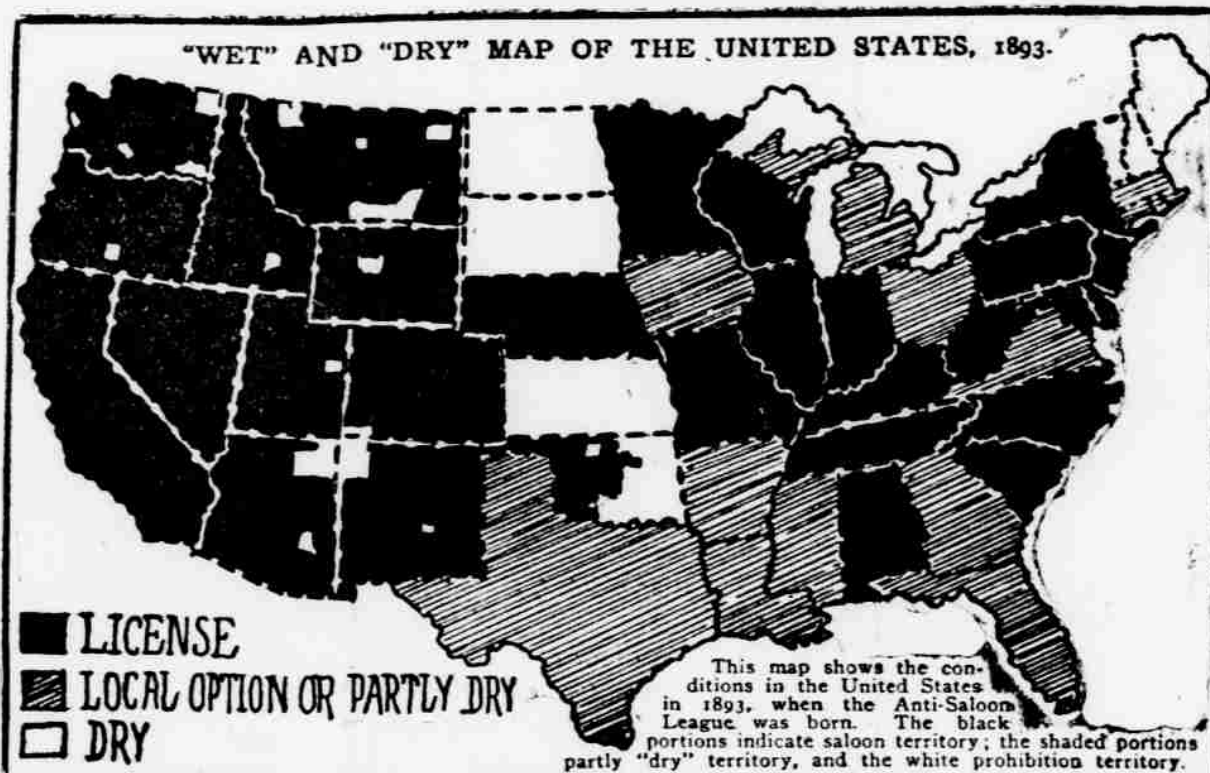 "WET" AND "DRY" MAP OF THE UNITED STATES, 1893.
LICENSE
LOCAL OPTION OR PARTLY DRY
DRY
This map shows the con-
ditions in the United States
in 1893, when the Anti-Saloon
League was born. The black
portions indicate saloon territory; the shaded portions
partly "dry" territory, and the white prohibition territory.